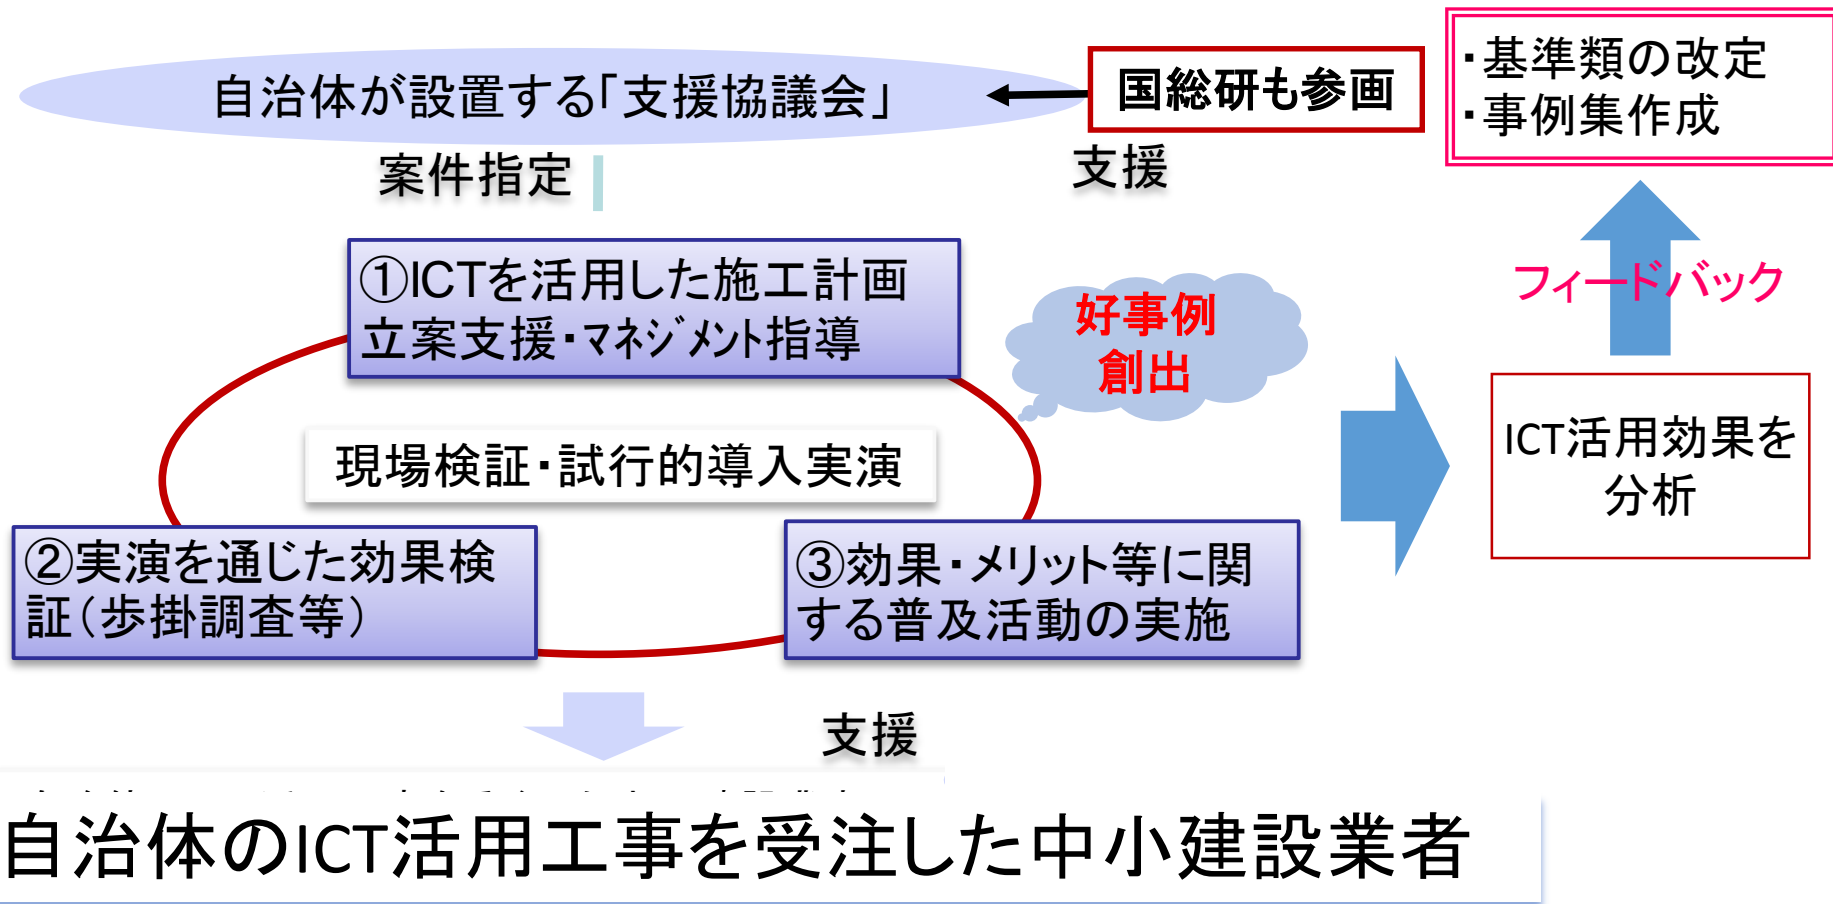 自治体が設置する「支援協議会」
国総研も参画
・基準類の改定
・事例集作成
案件指定
支援
①ICTを活用した施工計画
立案支援・マネジメント指導
好事例
創出
フィードバック
現場検証・試行的導入実演
ICT活用効果を
分析
②実演を通じた効果検
証(歩掛調査等)
③効果・メリット等に関
する普及活動の実施
支援
自治体のICT活用工事を受注した中小建設業者